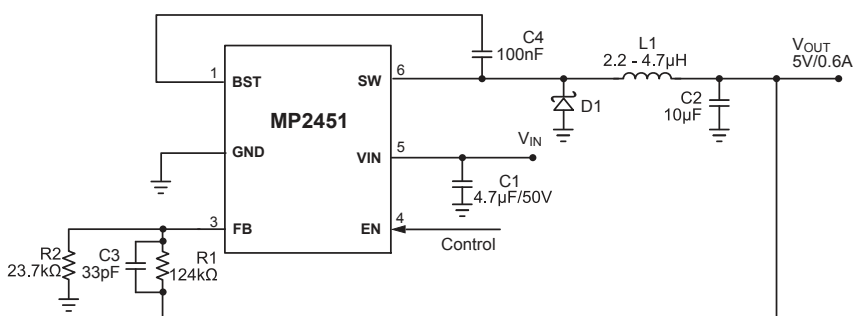 C4
100nF
L1
2.2 - 4.7µH
VOUT
5V/0.6A
1
BST
SW
6
D1
C2
10µF
MP2451
GND
VIN
5
VIN
C1
4.7µF/50V
3
FB
EN
4
Control
R2
23.7kΩ
C3
33pF
R1
124kΩ